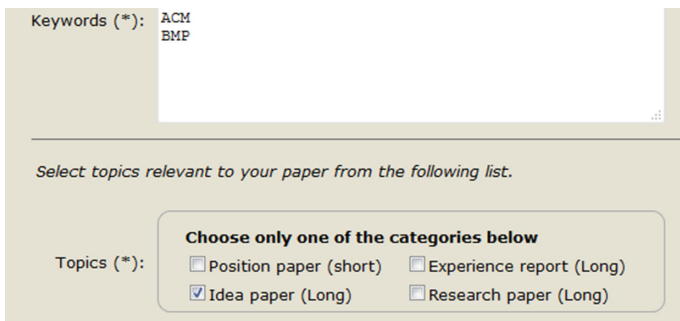 Keywords (*): ACM
BMP
Select topics relevant to your paper from the following list.
Choose only one of the categories below
Topics (*):
Position paper (short) Experience report (Long)
Idea paper (Long) Research paper (Long)